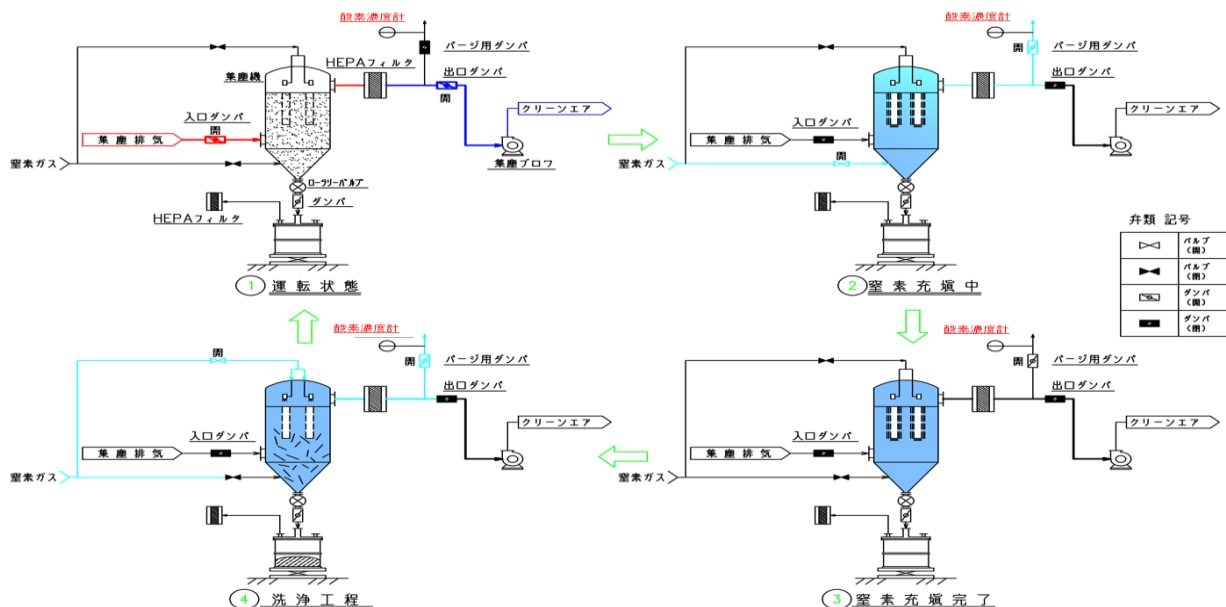 酸素濃度計
パージ用ダンパ
HEPAフィルタ
出口ダンパ
開
集塵機
入口ダンパ
開
クリーンエア
集塵排気
窒素ガス
集塵ブロワ
ロータリーバルブ
ダンパ
HEPAフィルタ
① 運転状態
酸素濃度計
開
パージ用ダンパ
出口ダンパ
クリーンエア
入口ダンパ
集塵排気
開
窒素ガス
② 窒素充填中
弁類 記号
バルブ(開)
バルブ(閉)
ダンパ(開)
ダンパ(閉)
酸素濃度計
開
開
パージ用ダンパ
出口ダンパ
クリーンエア
入口ダンパ
集塵排気
窒素ガス
④ 洗浄工程
酸素濃度計
開
パージ用ダンパ
出口ダンパ
クリーンエア
入口ダンパ
集塵排気
窒素ガス
③ 窒素充填完了